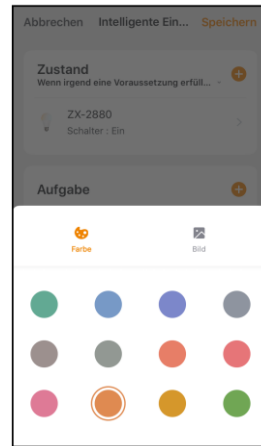 Abbrechen Intelligente Ein... Speichern
Zustand
Wenn irgend eine Voraussetzung erfüll...
ZX-2880
Schalter : Ein
Aufgabe
Farbe Bild